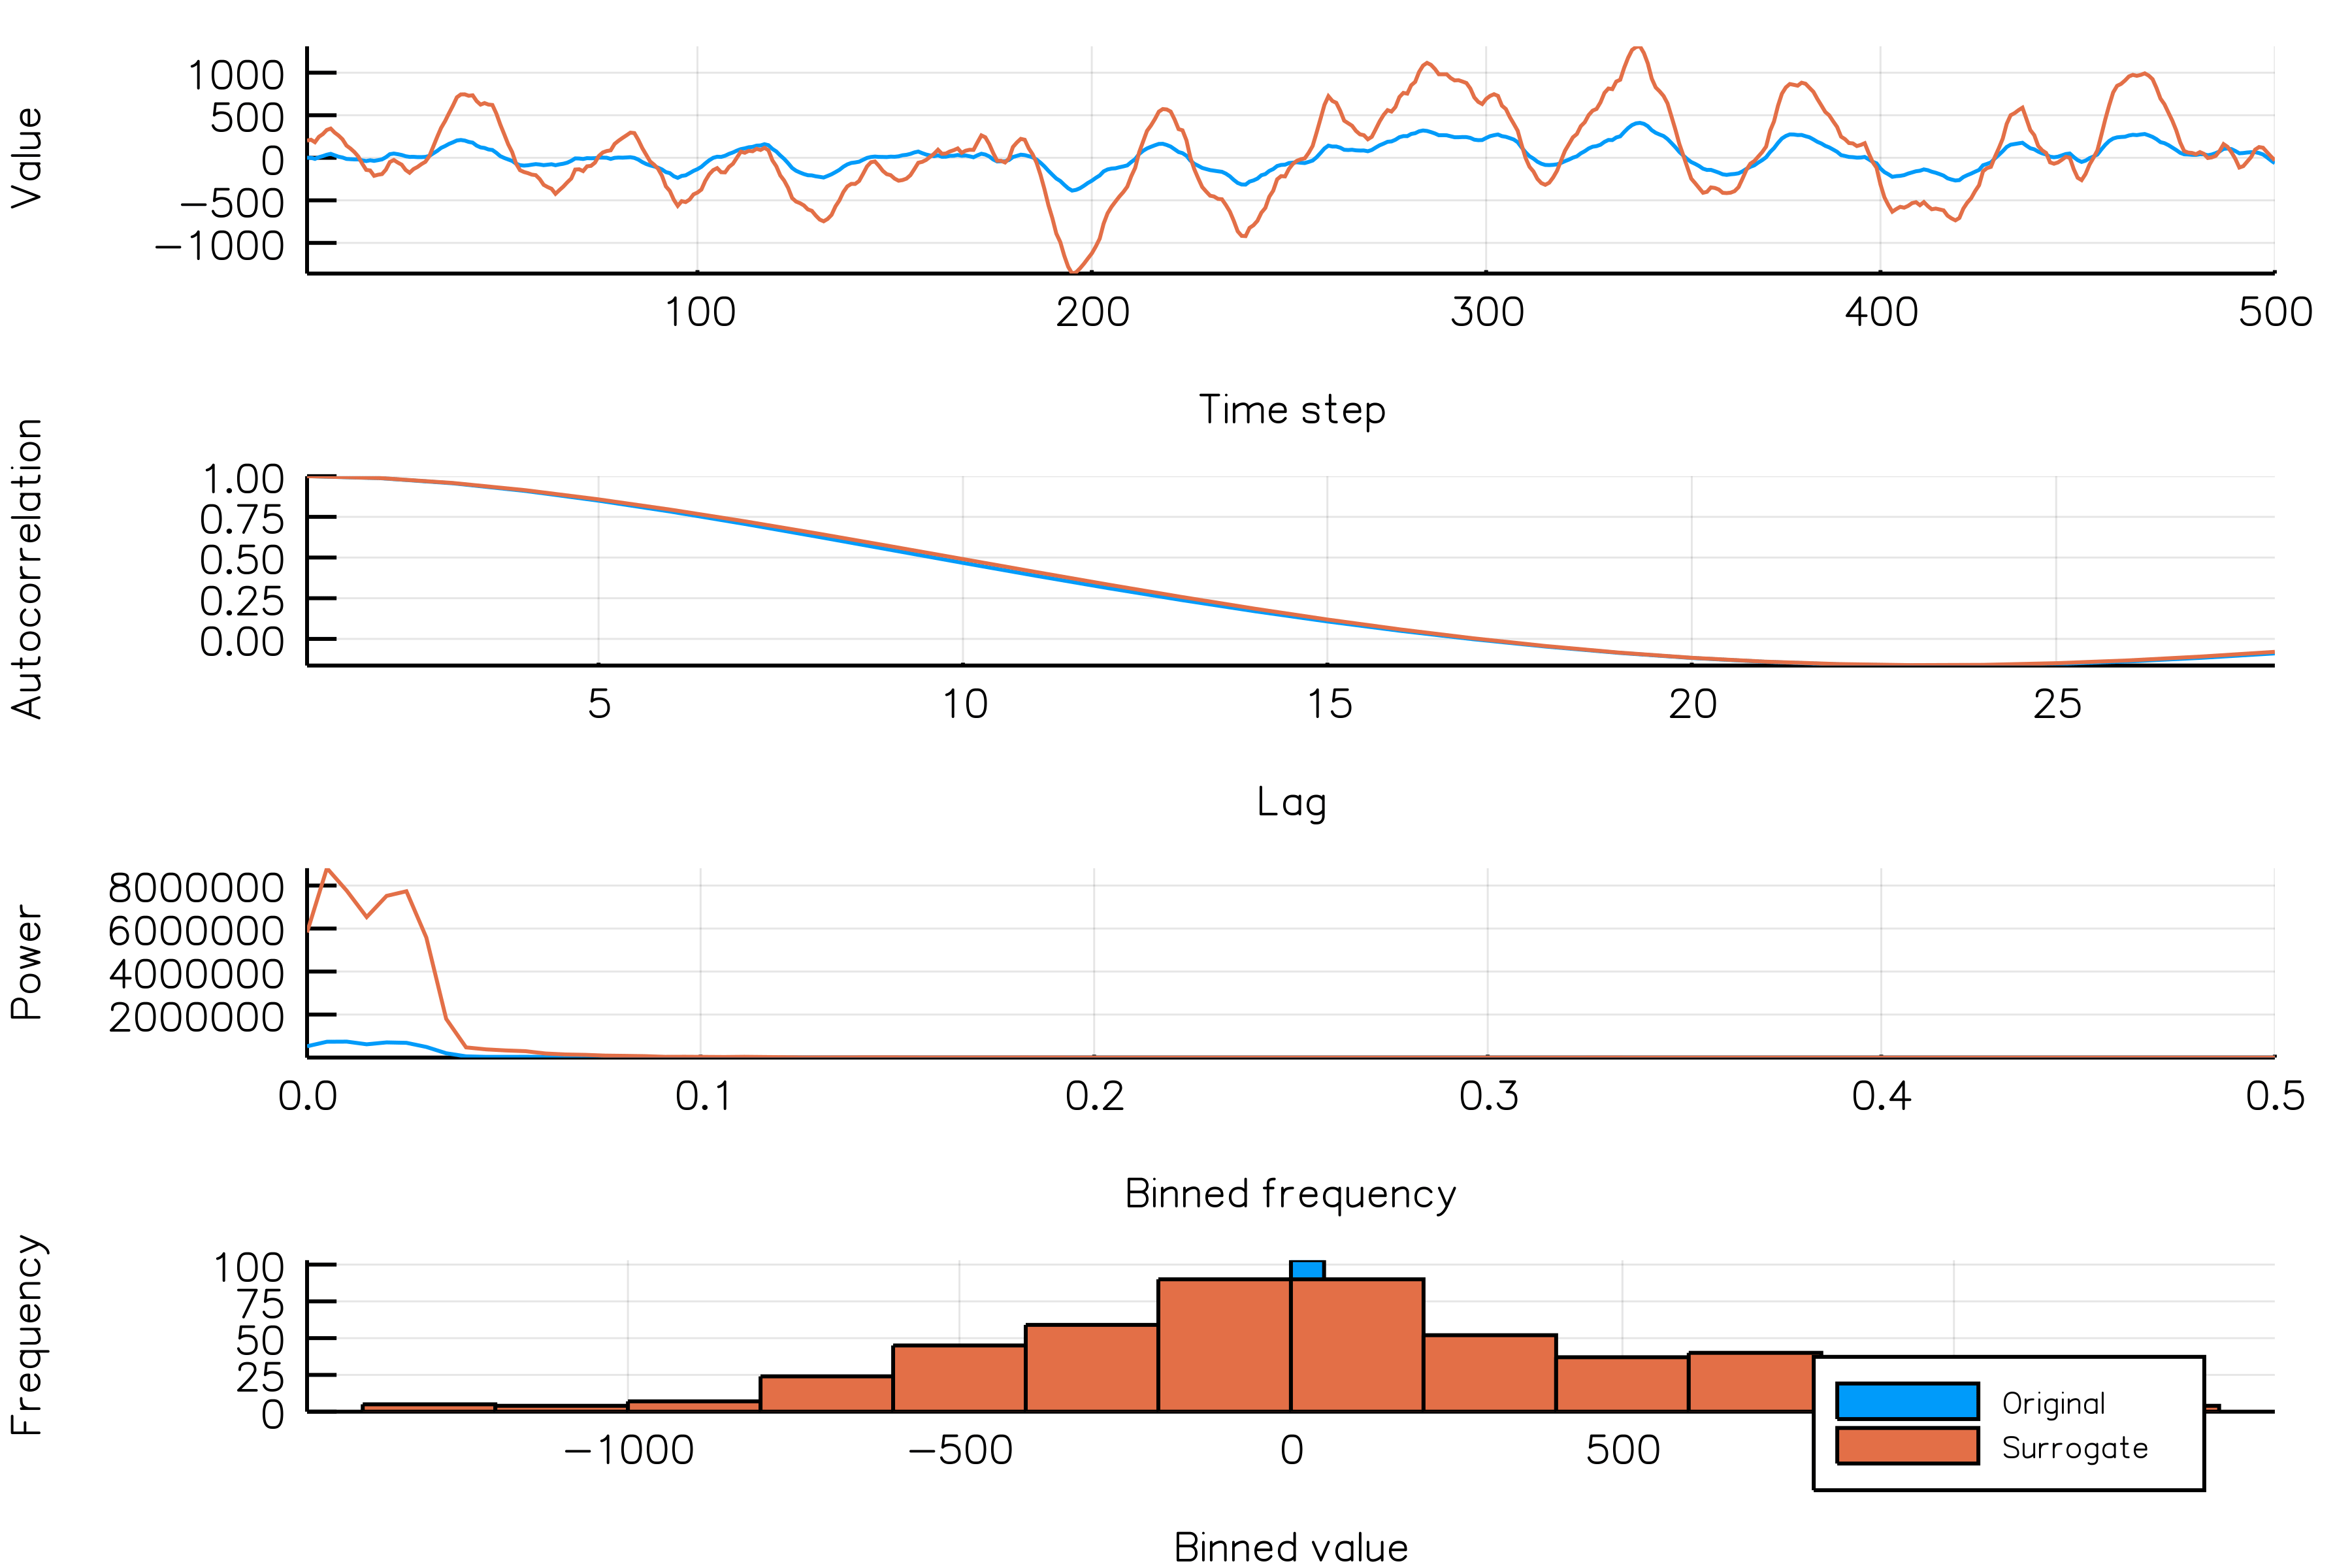 Value
1000
500
0
−500
−1000
100 200 300 400 500
Time step
Autocorrelation
1.00
0.75
0.50
0.25
0.00
5 10 15 20 25
Lag
Power
8000000
6000000
4000000
2000000
0.0 0.1 0.2 0.3 0.4 0.5
Binned frequency
Frequency
100
75
50
25
0
−1000 −500 0 500
Original
Surrogate
Binned value